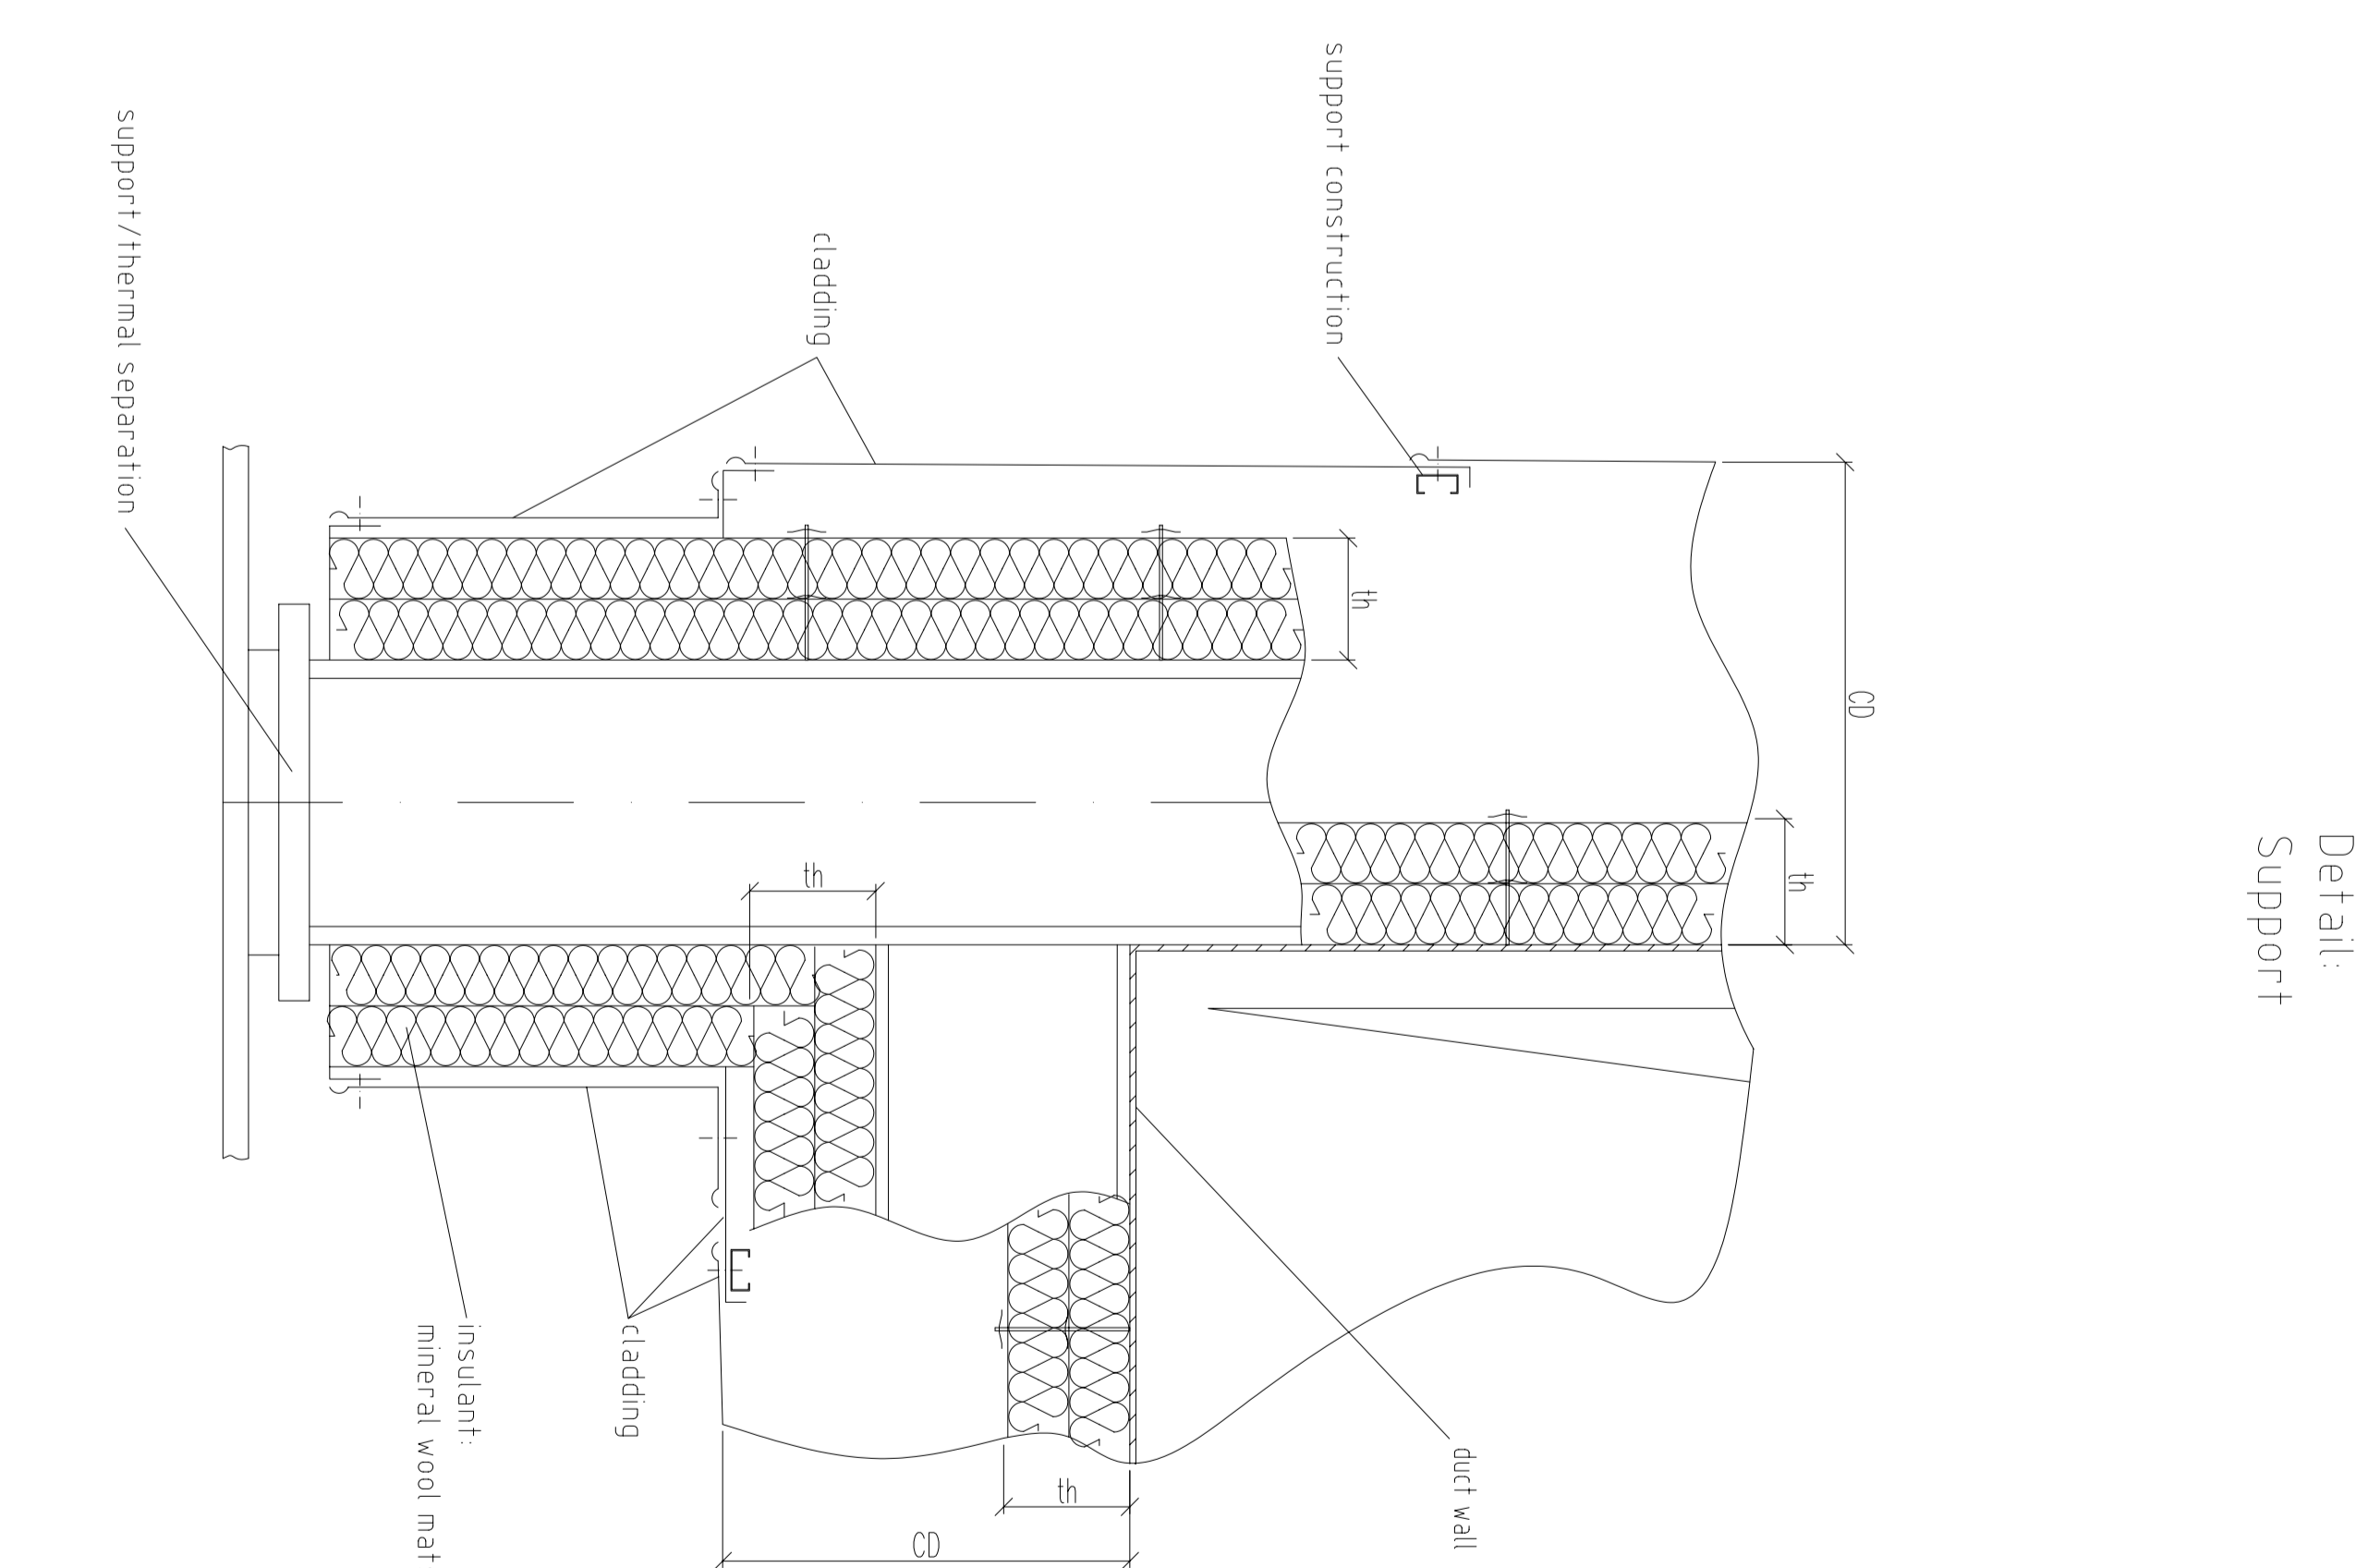 Detail:
Support
CD
th
th
support construction
cladding
support/thermal separation
th
th
CD
duct wall
cladding
insulant:
mineral wool mat